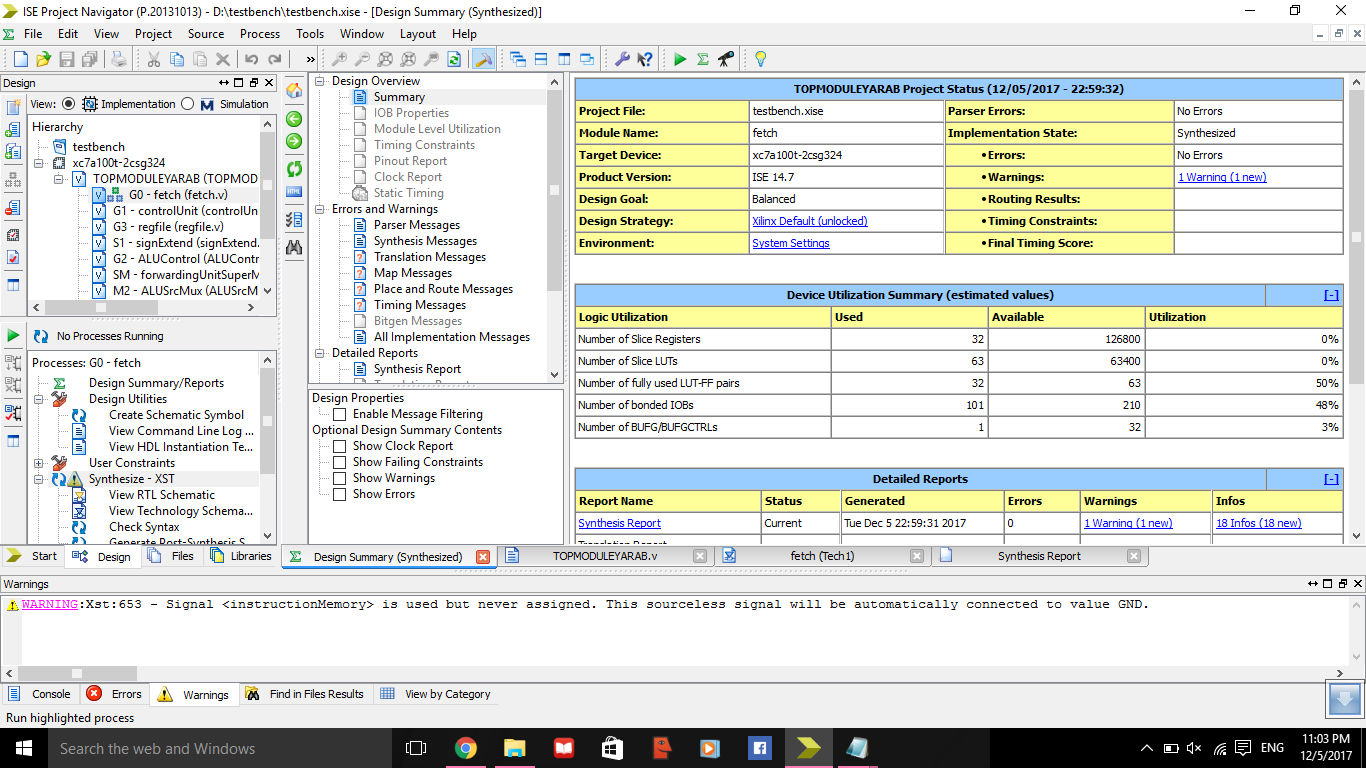 ISE Project Navigator (P.20131013) - D:\testbench\testbench.xise - [Design Summary (Synthesized)]
File Edit View Project Source Process Tools Window Layout Help
Design
View: Implementation Simulation
Hierarchy
testbench
xc7a100t-2csg324
TOPMODULEYARAB (TOPMOD
G0 - fetch (fetch.v)
G1 - controlUnit (controlUn
G3 - regfile (regfile.v)
S1 - signExtend (signExtend.
G2 - ALUControl (ALUContr
SM - forwardingUnitSuperM
M2 - ALUSrcMux (ALUSrcM
No Processes Running
Processes: G0 - fetch
Design Summary/Reports
Design Utilities
Create Schematic Symbol
View Command Line Log ...
View HDL Instantiation Te...
User Constraints
Synthesize - XST
View RTL Schematic
View Technology Schema...
Check Syntax
Generate Post-Synthesis S
Start Design Files Libraries
Design Overview
Summary
IOB Properties
Module Level Utilization
Timing Constraints
Pinout Report
Clock Report
Static Timing
Errors and Warnings
Parser Messages
Synthesis Messages
Translation Messages
Map Messages
Place and Route Messages
Timing Messages
Bitgen Messages
All Implementation Messages
Detailed Reports
Synthesis Report
Design Properties
Enable Message Filtering
Optional Design Summary Contents
Show Clock Report
Show Failing Constraints
Show Warnings
Show Errors
TOPMODULEYARAB Project Status (12/05/2017 - 22:59:32)
Project File: testbench.xise Parser Errors: No Errors
Module Name: fetch Implementation State: Synthesized
Target Device: xc7a100t-2csg324 •Errors: No Errors
Product Version: ISE 14.7 •Warnings: 1 Warning (1 new)
Design Goal: Balanced •Routing Results:
Design Strategy: Xilinx Default (unlocked) •Timing Constraints:
Environment: System Settings •Final Timing Score:
Device Utilization Summary (estimated values) [-]
Logic Utilization Used Available Utilization
Number of Slice Registers 32 126800 0%
Number of Slice LUTs 63 63400 0%
Number of fully used LUT-FF pairs 32 63 50%
Number of bonded IOBs 101 210 48%
Number of BUFG/BUFGCTRLs 1 32 3%
Detailed Reports [-]
Report Name Status Generated Errors Warnings Infos
Synthesis Report Current Tue Dec 5 22:59:31 2017 0 1 Warning (1 new) 18 Infos (18 new)
Design Summary (Synthesized) TOPMODULEYARAB.v fetch (Tech1) Synthesis Report
Warnings
WARNING:Xst:653 - Signal <instructionMemory> is used but never assigned. This sourceless signal will be automatically connected to value GND.
Console Errors Warnings Find in Files Results View by Category
Run highlighted process
Search the web and Windows
ENG
11:03 PM
12/5/2017